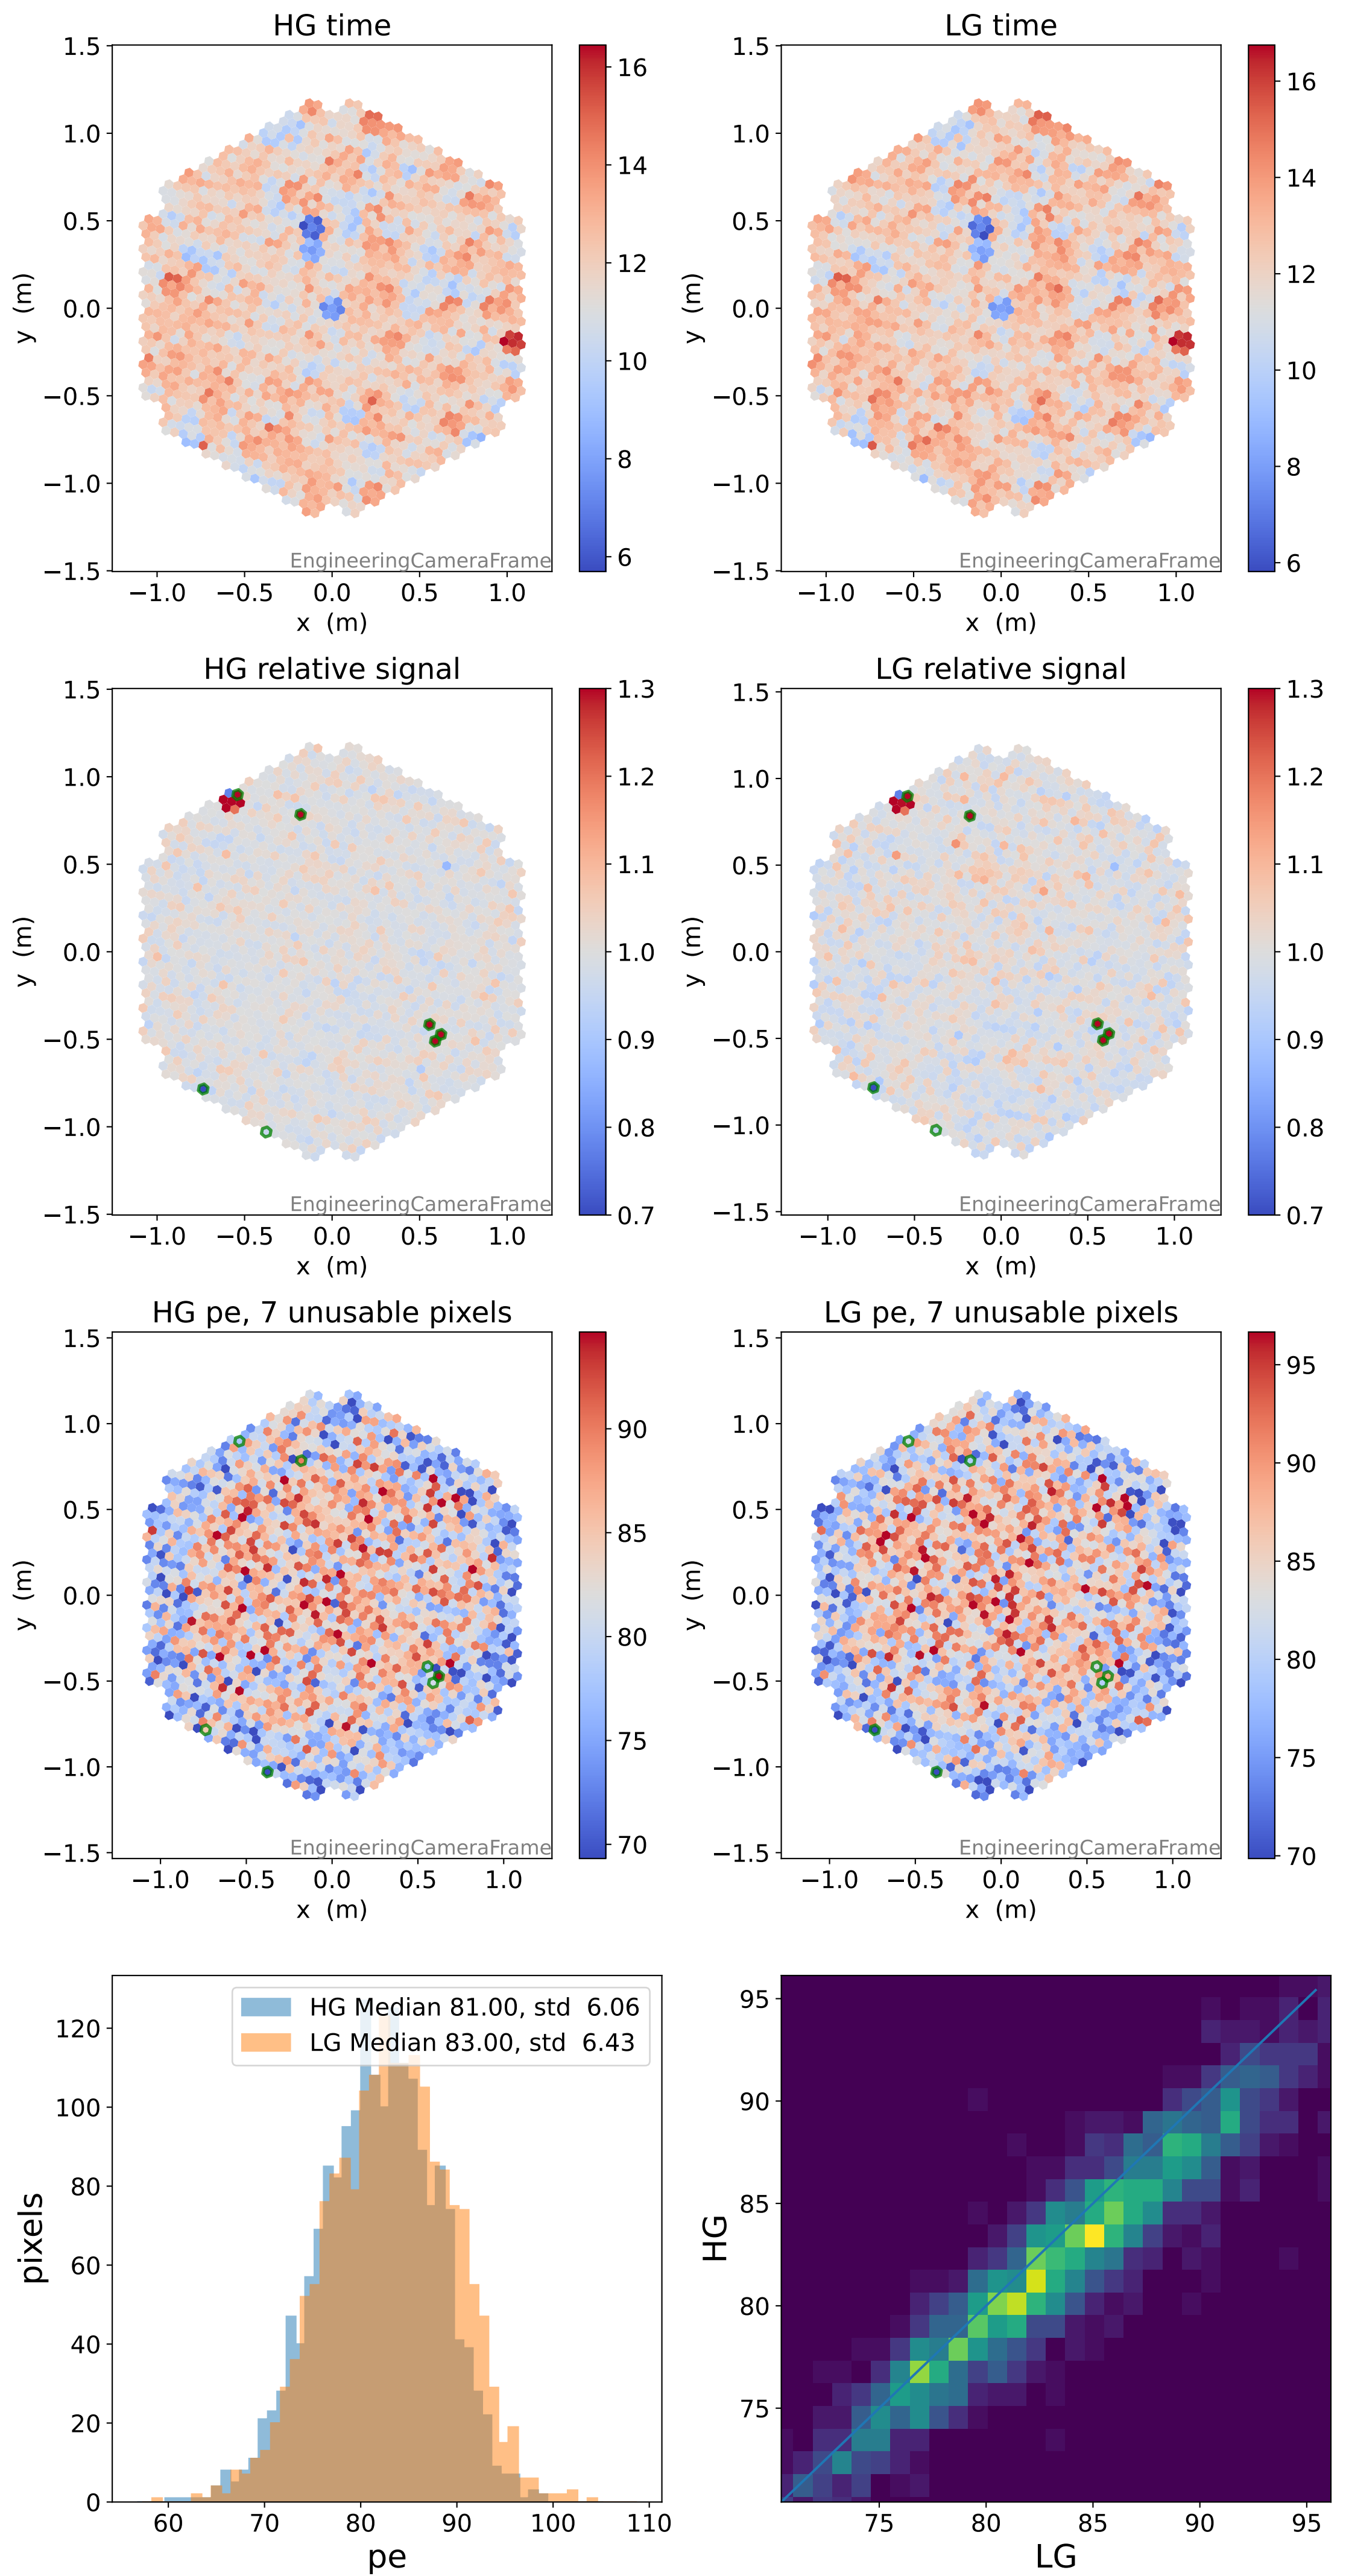 HG time
1.5
1.0
0.5
0.0
−0.5
−1.0
−1.5
y (m)
−1.0 −0.5 0.0 0.5 1.0
x (m)
EngineeringCameraFrame
16
14
12
10
8
6
LG time
1.5
1.0
0.5
0.0
−0.5
−1.0
−1.5
y (m)
−1.0 −0.5 0.0 0.5 1.0
x (m)
EngineeringCameraFrame
16
14
12
10
8
6
HG relative signal
1.5
1.0
0.5
0.0
−0.5
−1.0
−1.5
y (m)
−1.0 −0.5 0.0 0.5 1.0
x (m)
EngineeringCameraFrame
1.3
1.2
1.1
1.0
0.9
0.8
0.7
LG relative signal
1.5
1.0
0.5
0.0
−0.5
−1.0
−1.5
y (m)
−1.0 −0.5 0.0 0.5 1.0
x (m)
EngineeringCameraFrame
1.3
1.2
1.1
1.0
0.9
0.8
0.7
HG pe, 7 unusable pixels
1.5
1.0
0.5
0.0
−0.5
−1.0
−1.5
y (m)
−1.0 −0.5 0.0 0.5 1.0
x (m)
EngineeringCameraFrame
90
85
80
75
70
LG pe, 7 unusable pixels
1.5
1.0
0.5
0.0
−0.5
−1.0
−1.5
y (m)
−1.0 −0.5 0.0 0.5 1.0
x (m)
EngineeringCameraFrame
95
90
85
80
75
70
HG Median 81.00, std 6.06
LG Median 83.00, std 6.43
120
100
80
60
40
20
0
pixels
60 70 80 90 100 110
pe
95
90
85
80
75
HG
75 80 85 90 95
LG